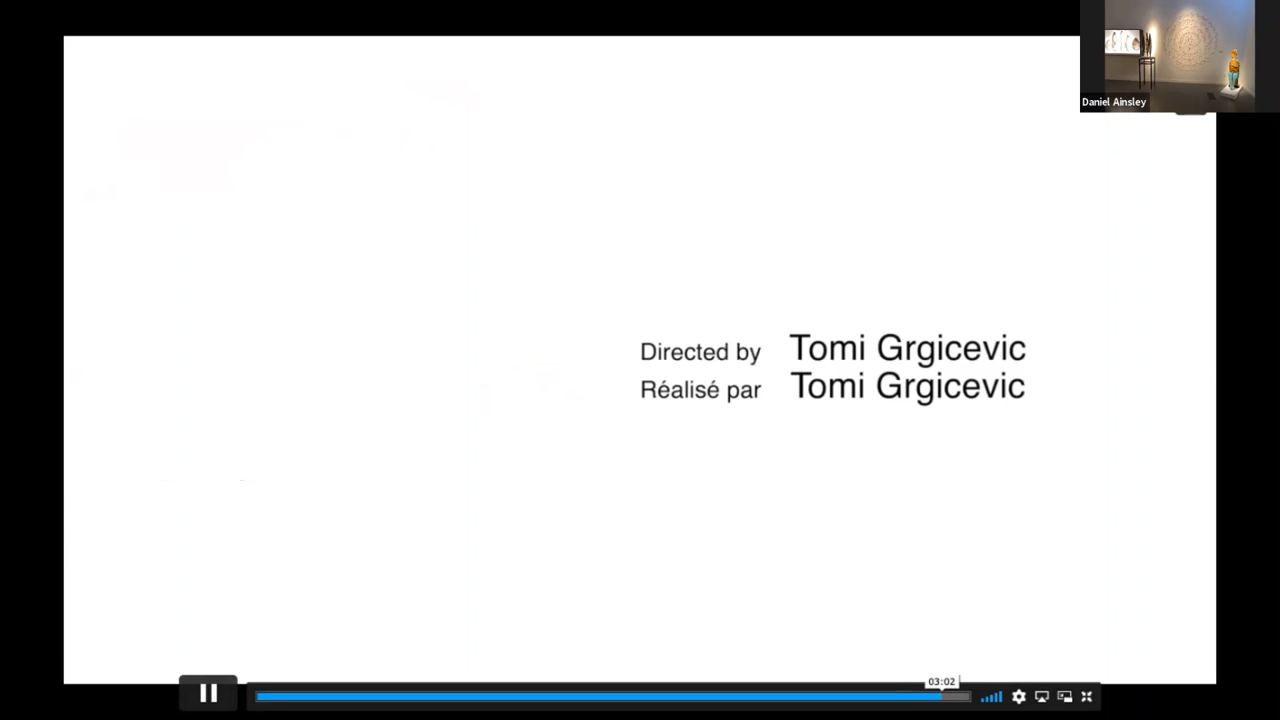 Daniel Ainsley
Directed by Tomi Grgicevic
Réalisé par Tomi Grgicevic
03:02